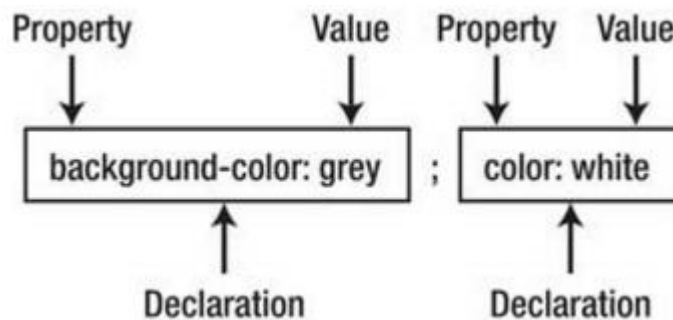 Property Value Property Value
background-color: grey ; color: white
Declaration Declaration